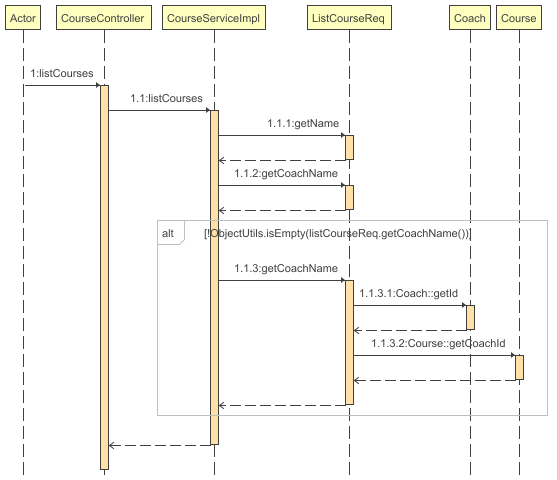 Actor CourseController CourseServiceImpl ListCourseReq Coach Course
1:listCourses
1.1:listCourses
1.1.1:getName
1.1.2:getCoachName
alt [!ObjectUtils.isEmpty(listCourseReq.getCoachName())]
1.1.3:getCoachName
1.1.3.1:Coach::getId
1.1.3.2:Course::getCoachId